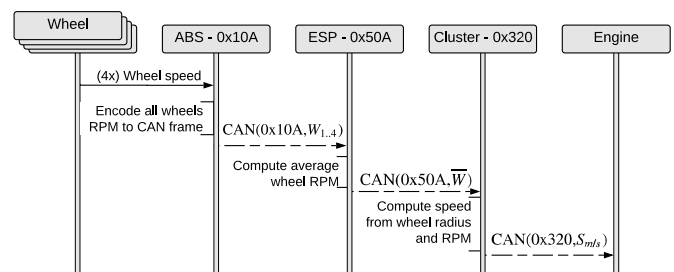 Wheel
ABS - 0x10A
ESP - 0x50A
Cluster - 0x320
Engine
(4x) Wheel speed
Encode all wheels
RPM to CAN frame
CAN(0x10A,W1..4)
Compute average
wheel RPM
CAN(0x50A,W̅)
Compute speed
from wheel radius
and RPM
CAN(0x320,Sm/s)